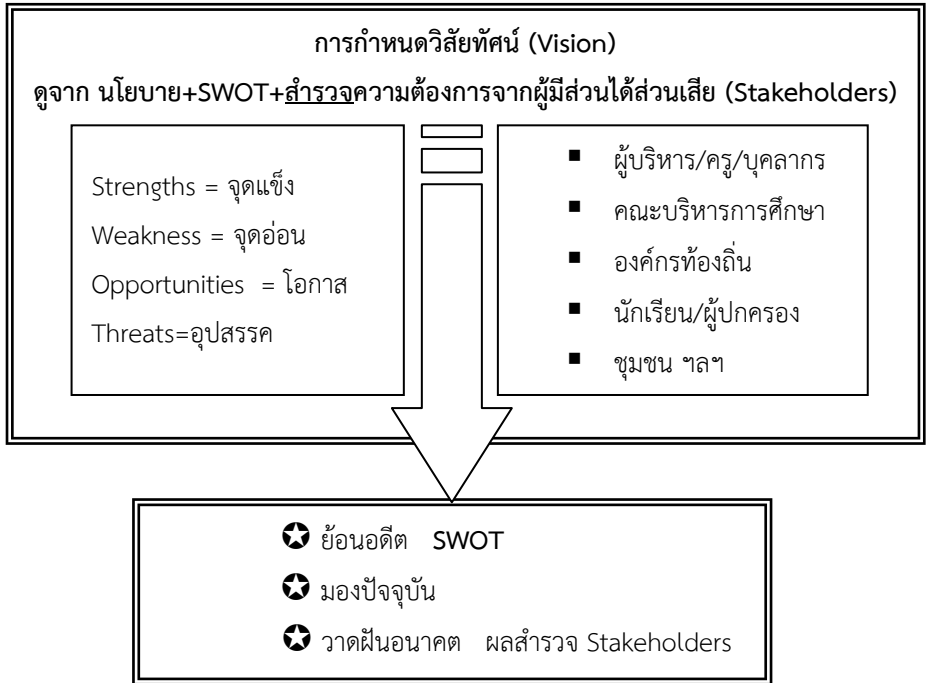 การกำหนดวิสัยทัศน์ (Vision)
ดูจาก นโยบาย+SWOT+สำรวจความต้องการจากผู้มีส่วนได้ส่วนเสีย (Stakeholders)
Strengths = จุดแข็ง
Weakness = จุดอ่อน
Opportunities = โอกาส
Threats=อุปสรรค
ผู้บริหาร/ครู/บุคลากร
คณะบริหารการศึกษา
องค์กรท้องถิ่น
นักเรียน/ผู้ปกครอง
ชุมชน ฯลฯ
ย้อนอดีต SWOT
มองปัจจุบัน
วาดฝันอนาคต ผลสำรวจ Stakeholders